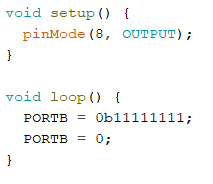 void setup() {
  pinMode(8, OUTPUT);
}

void loop() {
  PORTB = 0b11111111;
  PORTB = 0;
}